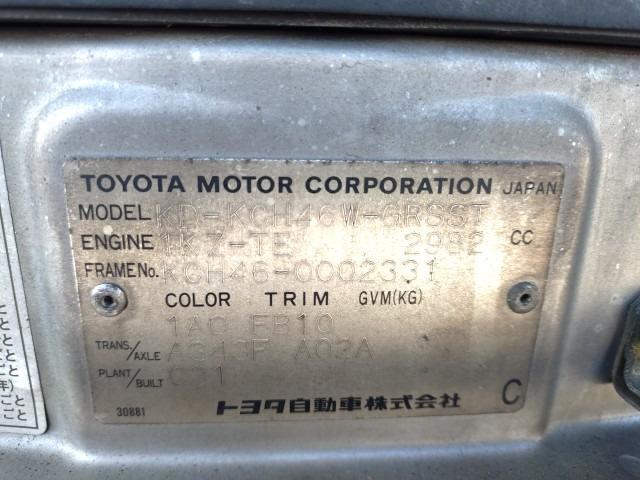 TOYOTA MOTOR CORPORATION JAPAN
MODEL KD-KCH46W-GRSST
ENGINE 1KZ-TE 2982 CC
FRAME No. KCH46-0002331
COLOR TRIM GVM(KG)
1A0 FB10
TRANS./AXLE A343F A02A
PLANT/BUILT
30881 トヨタ自動車株式会社 C